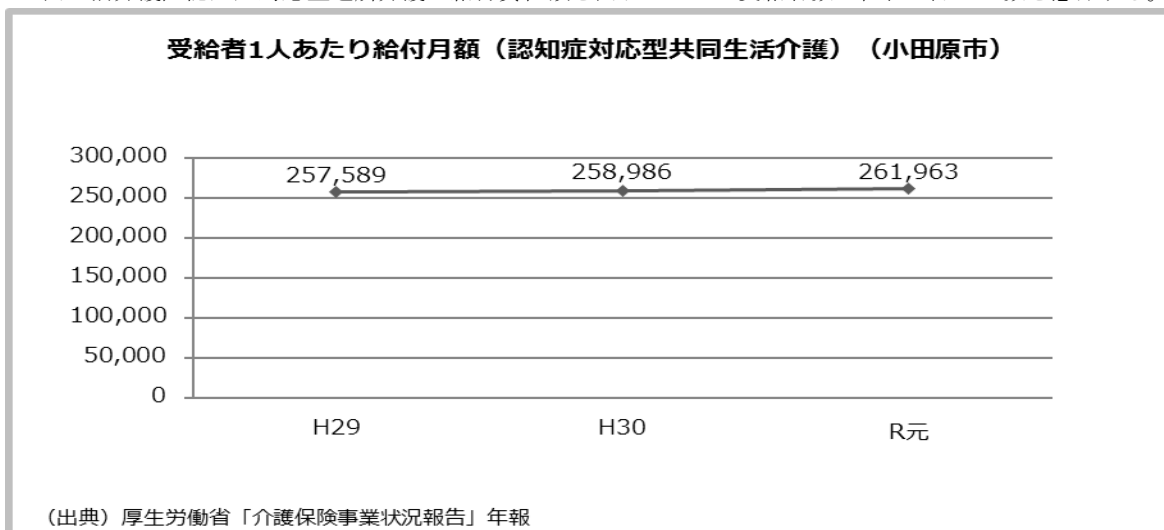 受給者1人あたり給付月額（認知症対応型共同生活介護）（小田原市）
300,000
250,000
200,000
150,000
100,000
50,000
0
257,589
258,986
261,963
H29
H30
R元
（出典）厚生労働省「介護保険事業状況報告」年報